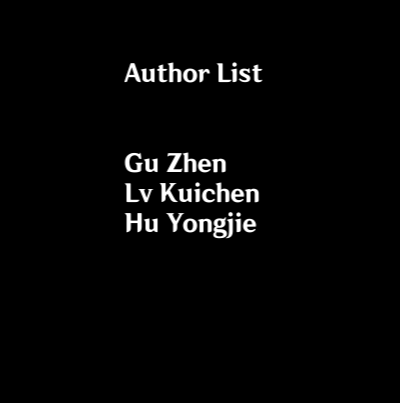 Author List
Gu Zhen
Lv Kuichen
Hu Yongjie